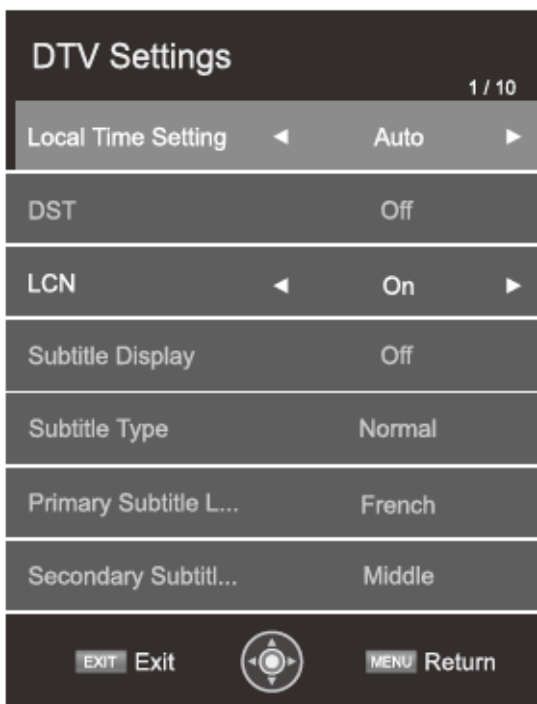 DTV Settings
1 / 10
Local Time Setting Auto
DST Off
LCN On
Subtitle Display Off
Subtitle Type Normal
Primary Subtitle L... French
Secondary Subtitl... Middle
EXIT Exit MENU Return